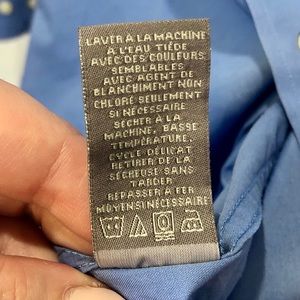 LAVER À LA MACHINE
À L'EAU TIÈDE
AVEC DES COULEURS
SEMBLABLES
AVEC AGENT DE
BLANCHIMENT NON
CHLORÉ SEULEMENT
SI NÉCESSAIRE
SÉCHER À LA
MACHINE, BASSE
TEMPÉRATURE,
CYCLE DÉLICAT
RETIRER DE LA
SÉCHEUSE SANS
TARDER
REPASSER À FER
MOYEN SI NÉCESSAIRE